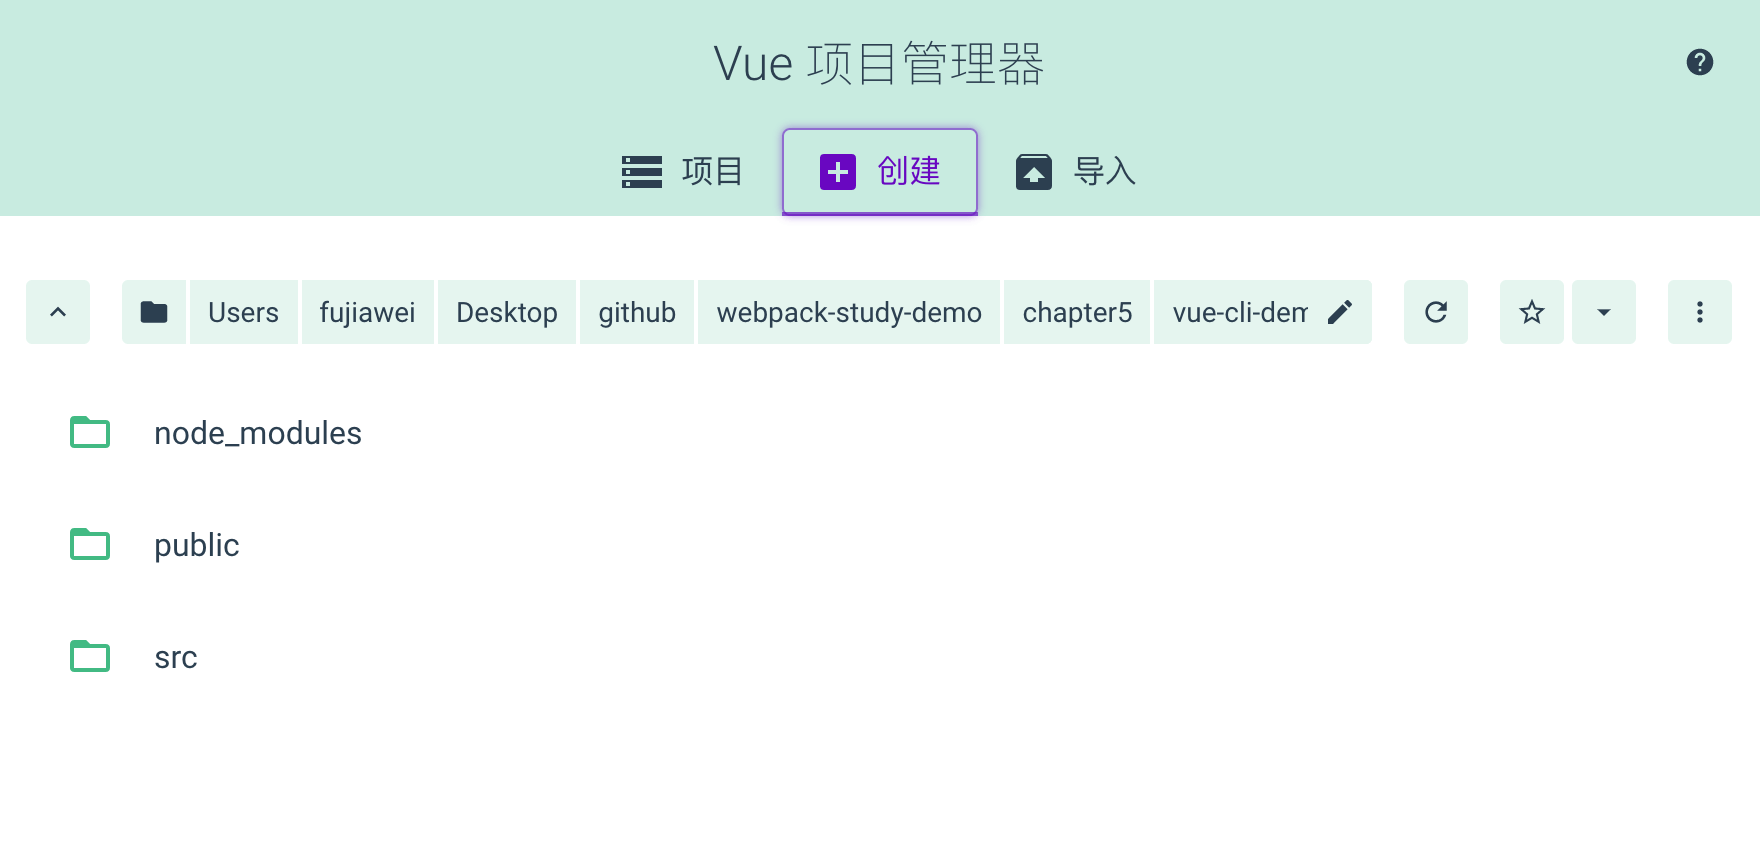 Vue 项目管理器
项目 创建 导入
Users fujiawei Desktop github webpack-study-demo chapter5 vue-cli-dem
node_modules
public
src